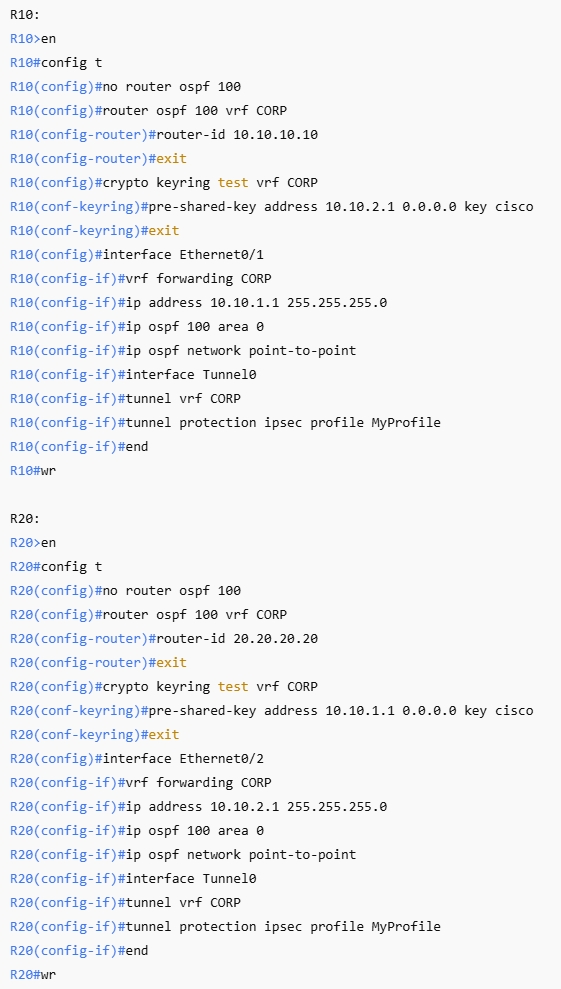 R10:
R10>en
R10#config t
R10(config)#no router ospf 100
R10(config)#router ospf 100 vrf CORP
R10(config-router)#router-id 10.10.10.10
R10(config-router)#exit
R10(config)#crypto keyring test vrf CORP
R10(conf-keyring)#pre-shared-key address 10.10.2.1 0.0.0.0 key cisco
R10(conf-keyring)#exit
R10(config)#interface Ethernet0/1
R10(config-if)#vrf forwarding CORP
R10(config-if)#ip address 10.10.1.1 255.255.255.0
R10(config-if)#ip ospf 100 area 0
R10(config-if)#ip ospf network point-to-point
R10(config-if)#interface Tunnel0
R10(config-if)#tunnel vrf CORP
R10(config-if)#tunnel protection ipsec profile MyProfile
R10(config-if)#end
R10#wr
R20:
R20>en
R20#config t
R20(config)#no router ospf 100
R20(config)#router ospf 100 vrf CORP
R20(config-router)#router-id 20.20.20.20
R20(config-router)#exit
R20(config)#crypto keyring test vrf CORP
R20(conf-keyring)#pre-shared-key address 10.10.1.1 0.0.0.0 key cisco
R20(conf-keyring)#exit
R20(config)#interface Ethernet0/2
R20(config-if)#vrf forwarding CORP
R20(config-if)#ip address 10.10.2.1 255.255.255.0
R20(config-if)#ip ospf 100 area 0
R20(config-if)#ip ospf network point-to-point
R20(config-if)#interface Tunnel0
R20(config-if)#tunnel vrf CORP
R20(config-if)#tunnel protection ipsec profile MyProfile
R20(config-if)#end
R20#wr